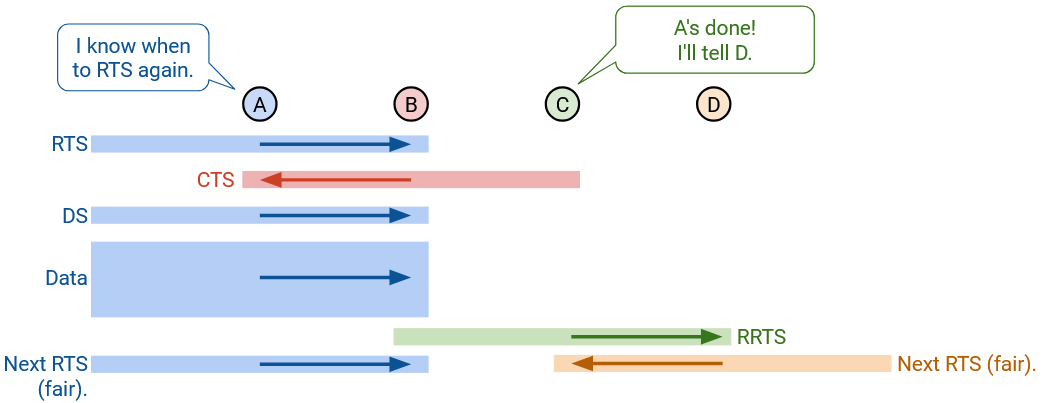 I know when
to RTS again.
A's done!
I'll tell D.
A
B
C
D
RTS
CTS
DS
Data
RRTS
Next RTS
(fair).
Next RTS (fair).